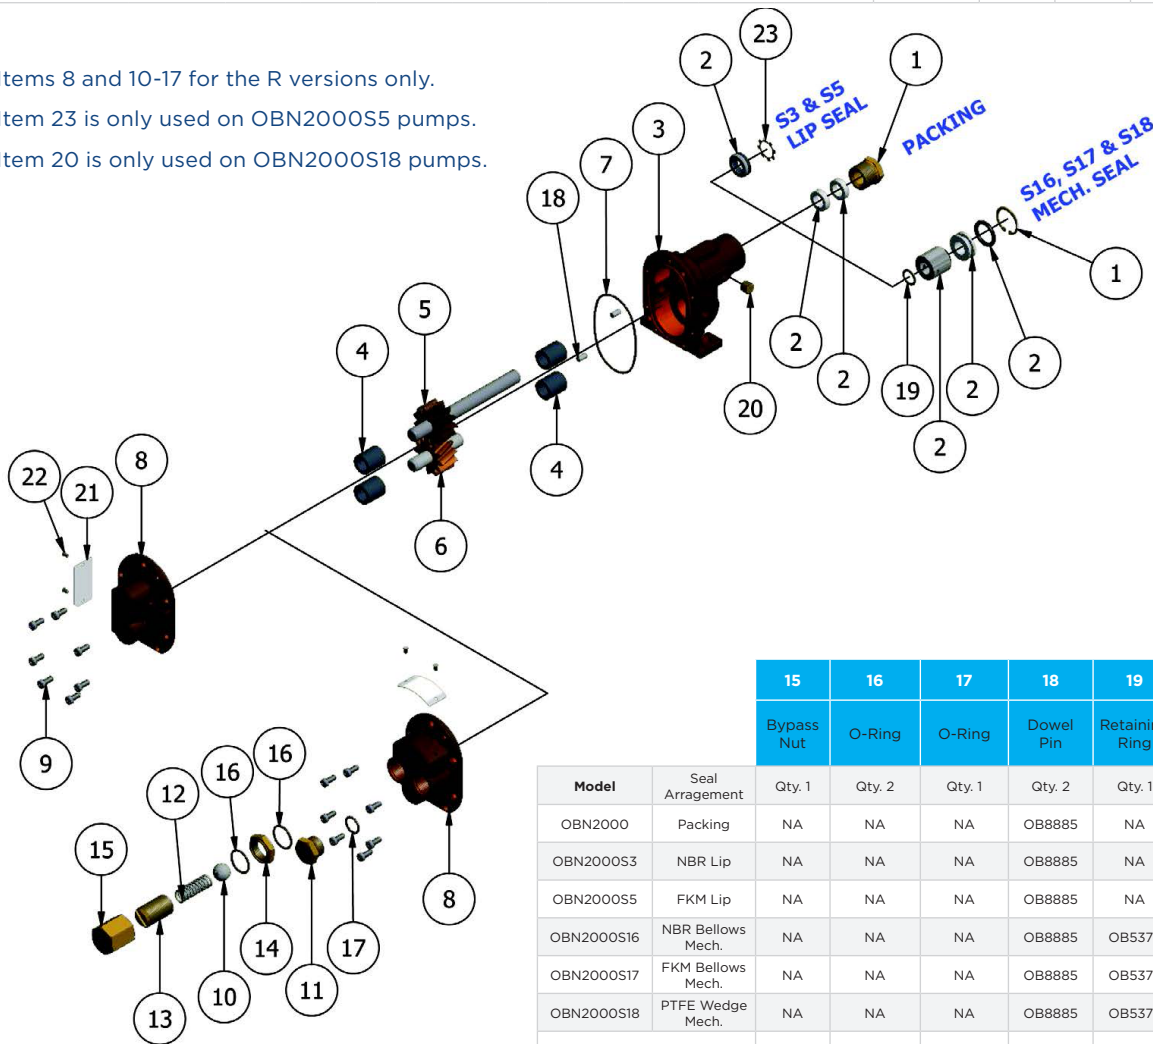 Items 8 and 10-17 for the R versions only.
Item 23 is only used on OBN2000S5 pumps.
Item 20 is only used on OBN2000S18 pumps.
2
23
1
S3 & S5
LIP SEAL
PACKING
3
7
S16, S17 & S18
MECH. SEAL
18
1
5
4
2
2
19
2
2
2
20
4
8
22
21
6
9
16
16
12
15
8
14
17
11
10
13
15 16 17 18 19
Bypass Nut O-Ring O-Ring Dowel Pin Ring
Model Seal Arragement Qty. 1 Qty. 2 Qty. 1 Qty. 2 Qty. 1
OBN2000 Packing NA NA NA OB8885 NA
OBN2000S3 NBR Lip NA NA NA OB8885 NA
OBN2000S5 FKM Lip NA NA NA OB8885 NA
OBN2000S16 NBR Bellows Mech. NA NA NA OB8885 OB537
OBN2000S17 FKM Bellows Mech. NA NA NA OB8885 OB537
OBN2000S18 PTFE Wedge Mech. NA NA NA OB8885 OB537